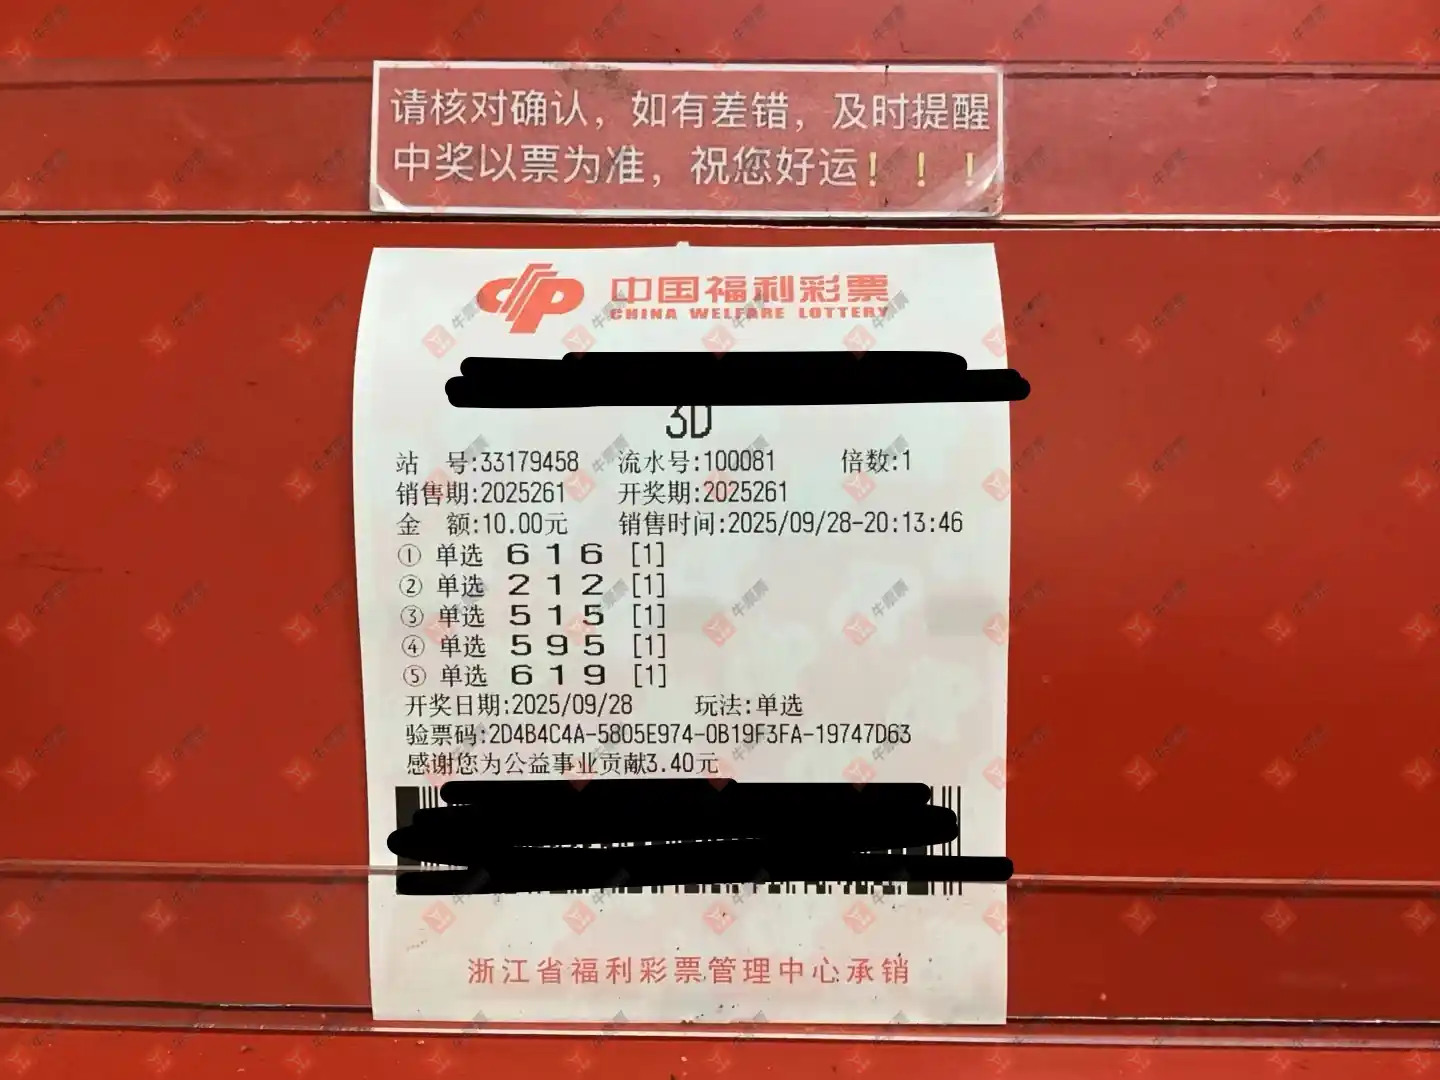 请核对确认，如有差错，及时提醒
中奖以票为准，祝您好运！！！
中国福利彩票
CHINA WELFARE LOTTERY
3D
站 号:33179458 流水号:100081 倍数:1
销售期:2025261 开奖期:2025261
金 额:10.00元 销售时间:2025/09/28-20:13:46
① 单选 6 1 6 [1]
② 单选 2 1 2 [1]
③ 单选 5 1 5 [1]
④ 单选 5 9 5 [1]
⑤ 单选 6 1 9 [1]
开奖日期:2025/09/28 玩法:单选
验票码:2D4B4C4A-5805E974-0B19F3FA-19747D63
感谢您为公益事业贡献3.40元
浙江省福利彩票管理中心承销